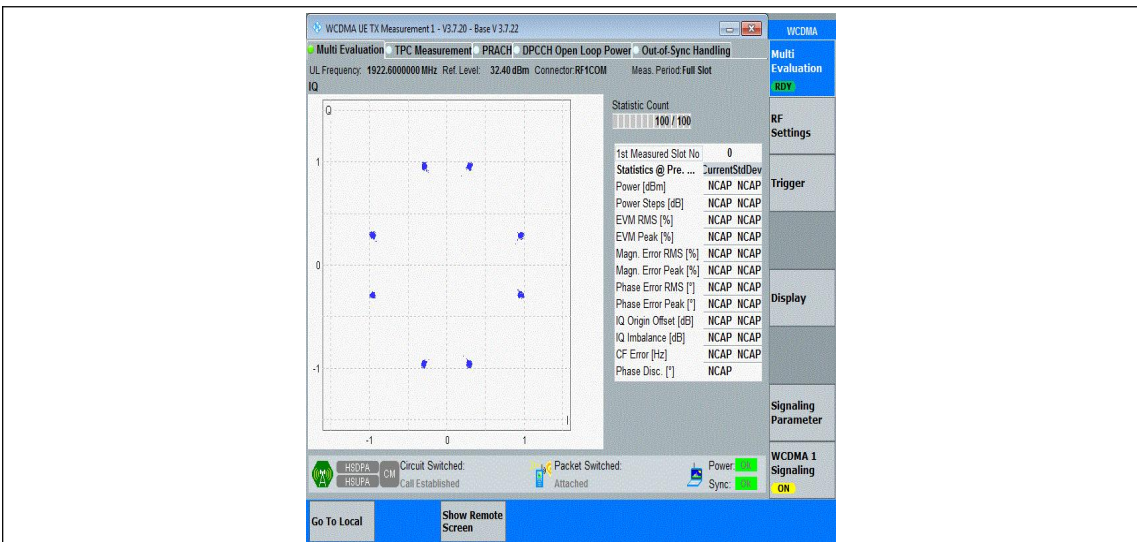 WCDMA UE TX Measurement 1 - V3.7.20 - Base V 3.7.22
Multi Evaluation TPC Measurement PRACH DPCCH Open Loop Power Out-of-Sync Handling
UL Frequency: 1922.6000000 MHz Ref. Level: 32.40 dBm Connector:RF1COM Meas. Period:Full Slot
IQ
Q
1
0
-1
-1 0 1
I
Statistic Count
100 / 100
1st Measured Slot No 0
Statistics @ Pre. ... CurrentStdDev
Power [dBm] NCAP NCAP
Power Steps [dB] NCAP NCAP
EVM RMS [%] NCAP NCAP
EVM Peak [%] NCAP NCAP
Magn. Error RMS [%] NCAP NCAP
Magn. Error Peak [%] NCAP NCAP
Phase Error RMS [°] NCAP NCAP
Phase Error Peak [°] NCAP NCAP
IQ Origin Offset [dB] NCAP NCAP
IQ Imbalance [dB] NCAP NCAP
CF Error [Hz] NCAP NCAP
Phase Disc. [°] NCAP
HSDPA
HSUPA
CM
Circuit Switched:
Call Established
Packet Switched:
Attached
Power: OK
Sync: OK
WCDMA
Multi
Evaluation
RDY
RF
Settings
Trigger
Display
Signaling
Parameter
WCDMA 1
Signaling
ON
Go To Local
Show Remote
Screen